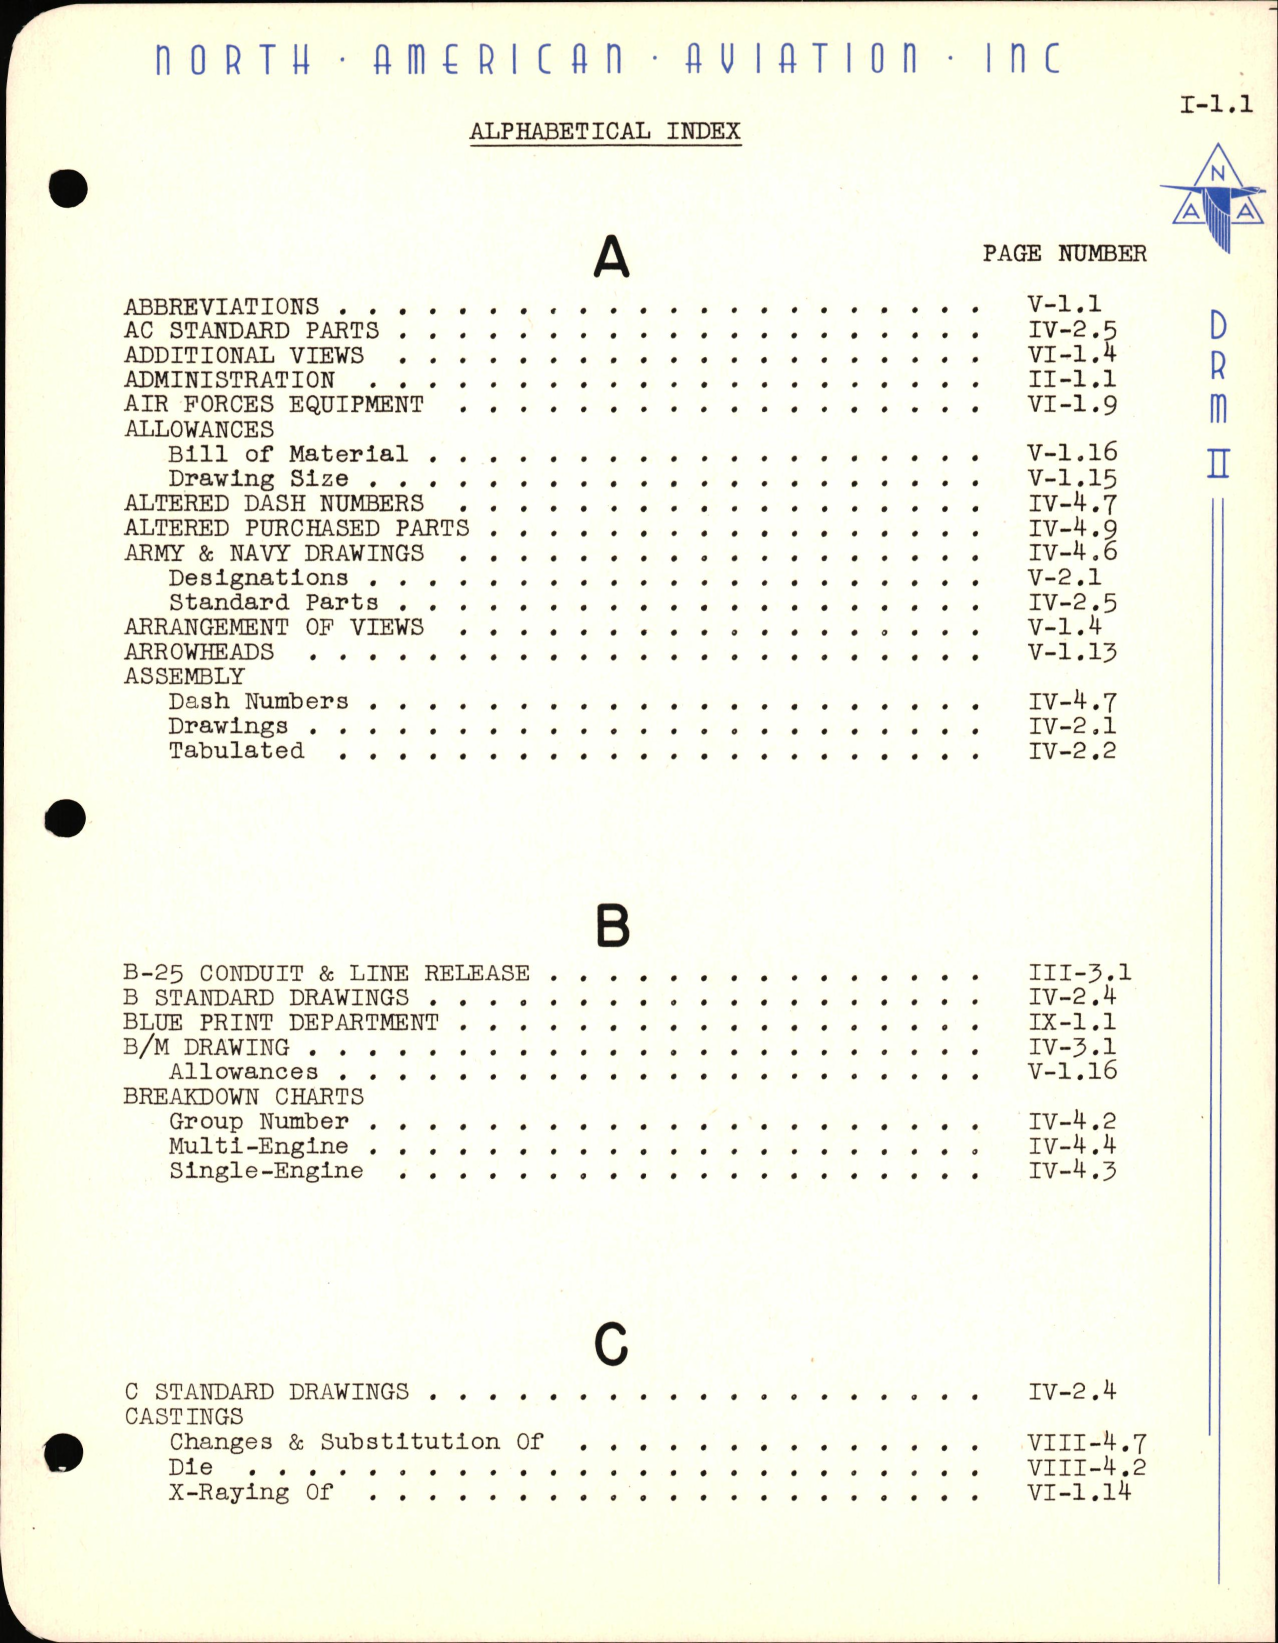 NORTH · AMERICAN · AVIATION · INC
I-1.1
ALPHABETICAL INDEX
N
A A
A
PAGE NUMBER
ABBREVIATIONS . . . . . . . . . . . . . . . . . . . . . . V-1.1
AC STANDARD PARTS . . . . . . . . . . . . . . . . . . . . IV-2.5
ADDITIONAL VIEWS . . . . . . . . . . . . . . . . . . . . VI-1.4
ADMINISTRATION . . . . . . . . . . . . . . . . . . . . . II-1.1
AIR FORCES EQUIPMENT . . . . . . . . . . . . . . . . . . VI-1.9
ALLOWANCES
Bill of Material . . . . . . . . . . . . . . . . . . . V-1.16
Drawing Size . . . . . . . . . . . . . . . . . . . . . V-1.15
ALTERED DASH NUMBERS . . . . . . . . . . . . . . . . . . IV-4.7
ALTERED PURCHASED PARTS . . . . . . . . . . . . . . . . . IV-4.9
ARMY & NAVY DRAWINGS . . . . . . . . . . . . . . . . . . IV-4.6
Designations . . . . . . . . . . . . . . . . . . . . . V-2.1
Standard Parts . . . . . . . . . . . . . . . . . . . . IV-2.5
ARRANGEMENT OF VIEWS . . . . . . . . . . . . . . . . . . V-1.4
ARROWHEADS . . . . . . . . . . . . . . . . . . . . . . . V-1.13
ASSEMBLY
Dash Numbers . . . . . . . . . . . . . . . . . . . . . IV-4.7
Drawings . . . . . . . . . . . . . . . . . . . . . . . IV-2.1
Tabulated . . . . . . . . . . . . . . . . . . . . . . IV-2.2
B
B-25 CONDUIT & LINE RELEASE . . . . . . . . . . . . . . . III-3.1
B STANDARD DRAWINGS . . . . . . . . . . . . . . . . . . . IV-2.4
BLUE PRINT DEPARTMENT . . . . . . . . . . . . . . . . . . IX-1.1
B/M DRAWING . . . . . . . . . . . . . . . . . . . . . . . IV-3.1
Allowances . . . . . . . . . . . . . . . . . . . . . . V-1.16
BREAKDOWN CHARTS
Group Number . . . . . . . . . . . . . . . . . . . . . IV-4.2
Multi-Engine . . . . . . . . . . . . . . . . . . . . . IV-4.4
Single-Engine . . . . . . . . . . . . . . . . . . . . IV-4.3
C
C STANDARD DRAWINGS . . . . . . . . . . . . . . . . . . . IV-2.4
CASTINGS
Changes & Substitution Of . . . . . . . . . . . . . . VIII-4.7
Die . . . . . . . . . . . . . . . . . . . . . . . . . VIII-4.2
X-Raying Of . . . . . . . . . . . . . . . . . . . . . VI-1.14
D
R
M
II